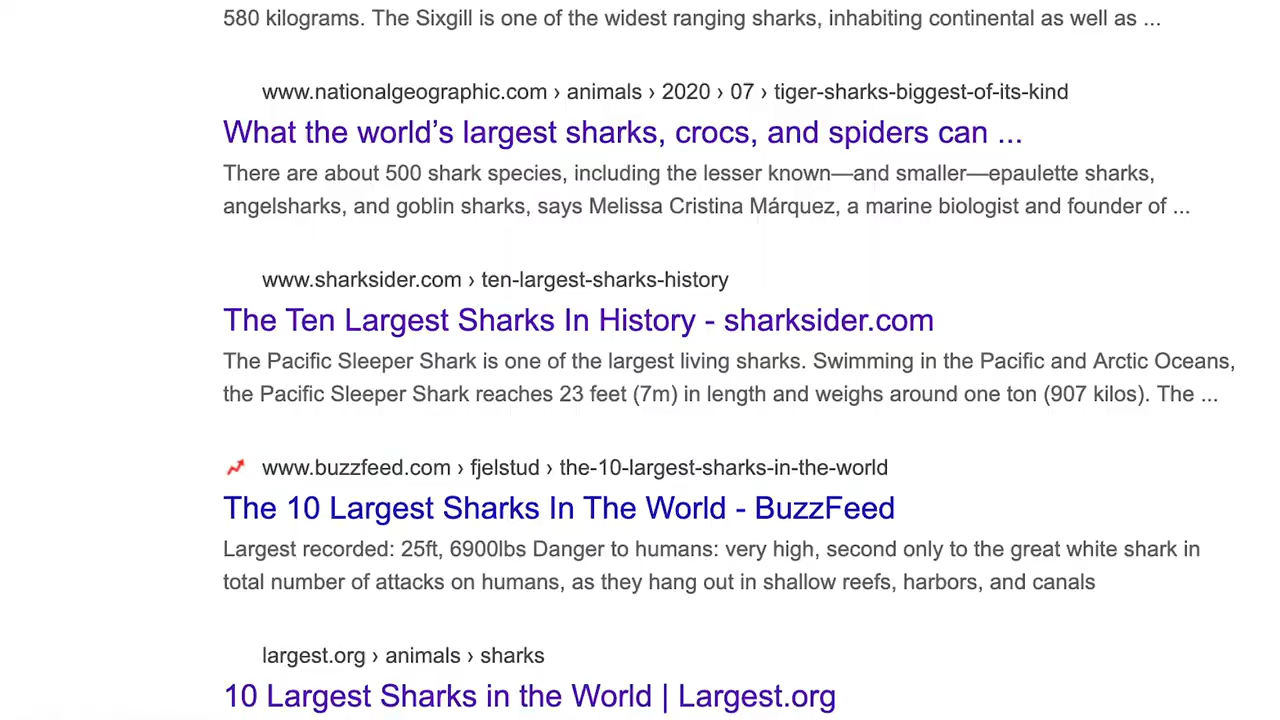 580 kilograms. The Sixgill is one of the widest ranging sharks, inhabiting continental as well as ...
www.nationalgeographic.com › animals › 2020 › 07 › tiger-sharks-biggest-of-its-kind
What the world’s largest sharks, crocs, and spiders can ...
There are about 500 shark species, including the lesser known—and smaller—epaulette sharks,
angelsharks, and goblin sharks, says Melissa Cristina Márquez, a marine biologist and founder of ...
www.sharksider.com › ten-largest-sharks-history
The Ten Largest Sharks In History - sharksider.com
The Pacific Sleeper Shark is one of the largest living sharks. Swimming in the Pacific and Arctic Oceans,
the Pacific Sleeper Shark reaches 23 feet (7m) in length and weighs around one ton (907 kilos). The ...
www.buzzfeed.com › fjelstud › the-10-largest-sharks-in-the-world
The 10 Largest Sharks In The World - BuzzFeed
Largest recorded: 25ft, 6900lbs Danger to humans: very high, second only to the great white shark in
total number of attacks on humans, as they hang out in shallow reefs, harbors, and canals
largest.org › animals › sharks
10 Largest Sharks in the World | Largest.org